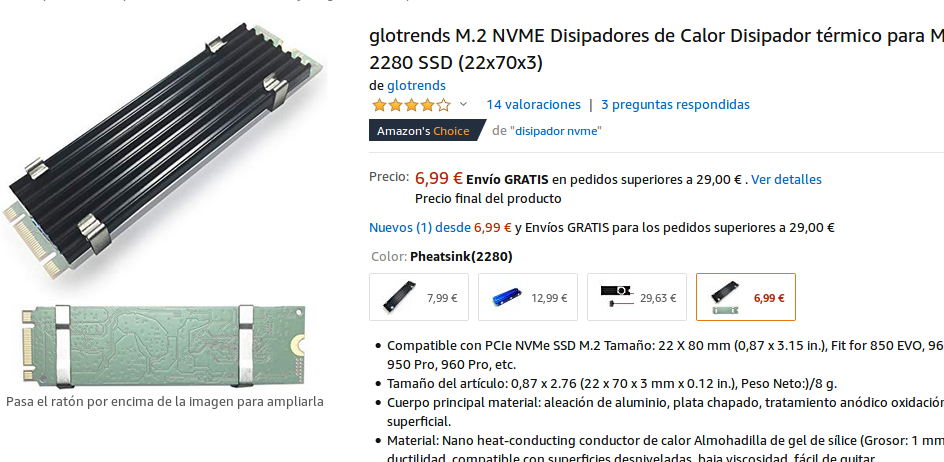 glotrends M.2 NVME Disipadores de Calor Disipador térmico para M
2280 SSD (22x70x3)
de glotrends
14 valoraciones | 3 preguntas respondidas
Amazon's Choice de "disipador nvme"
Precio: 6,99 € Envío GRATIS en pedidos superiores a 29,00 € . Ver detalles
Precio final del producto
Nuevos (1) desde 6,99 € y Envíos GRATIS para los pedidos superiores a 29,00 €
Color: Pheatsink(2280)
7,99 € 12,99 € 29,63 € 6,99 €
• Compatible con PCIe NVMe SSD M.2 Tamaño: 22 X 80 mm (0,87 x 3.15 in.), Fit for 850 EVO, 96
950 Pro, 960 Pro, etc.
• Tamaño del artículo: 0,87 x 2.76 (22 x 70 x 3 mm x 0.12 in.), Peso Neto:)/8 g.
• Cuerpo principal material: aleación de aluminio, plata chapado, tratamiento anódico oxidación
superficial.
• Material: Nano heat-conducting conductor de calor Almohadilla de gel de sílice (Grosor: 1 mm
ductilidad, compatible con superficies desniveladas, baja viscosidad, fácil de quitar
Pasa el ratón por encima de la imagen para ampliarla